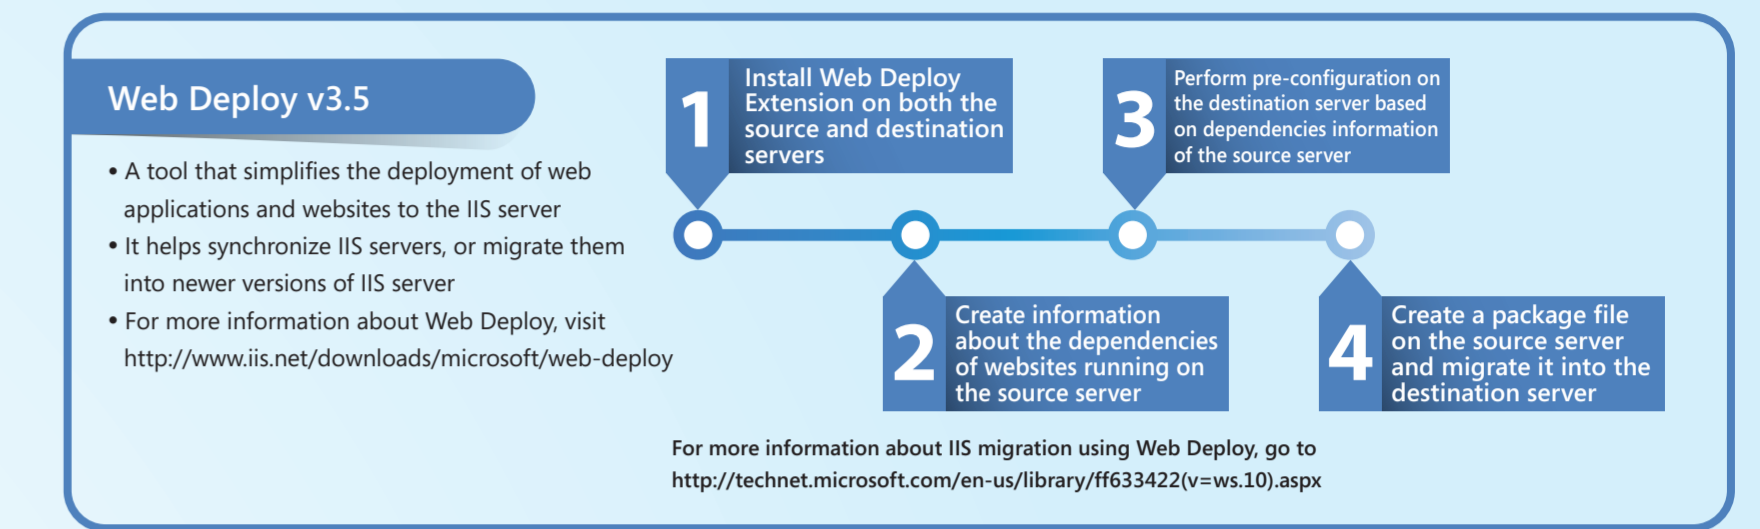 Web Deploy v3.5
• A tool that simplifies the deployment of web
applications and websites to the IIS server
• It helps synchronize IIS servers, or migrate them
into newer versions of IIS server
• For more information about Web Deploy, visit
http://www.iis.net/downloads/microsoft/web-deploy
1
Install Web Deploy
Extension on both the
source and destination
servers
2
Create information
about the dependencies
of websites running on
the source server
3
Perform pre-configuration on
the destination server based
on dependencies information
of the source server
4
Create a package file
on the source server
and migrate it into the
destination server
For more information about IIS migration using Web Deploy, go to
http://technet.microsoft.com/en-us/library/ff633422(v=ws.10).aspx